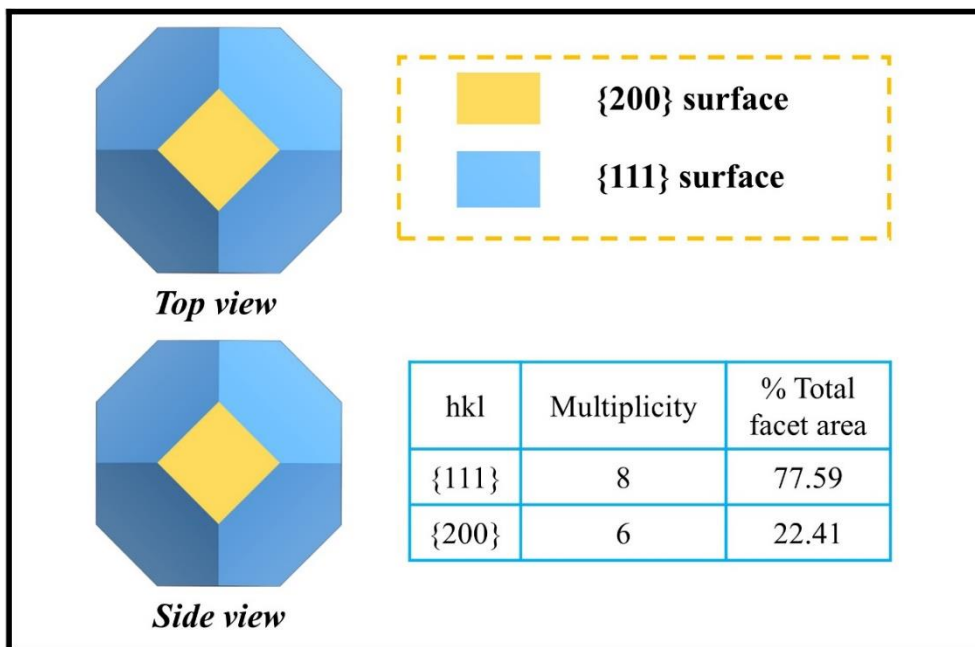 {200} surface
{111} surface
Top view
Side view
hkl Multiplicity % Total facet area
{111} 8 77.59
{200} 6 22.41